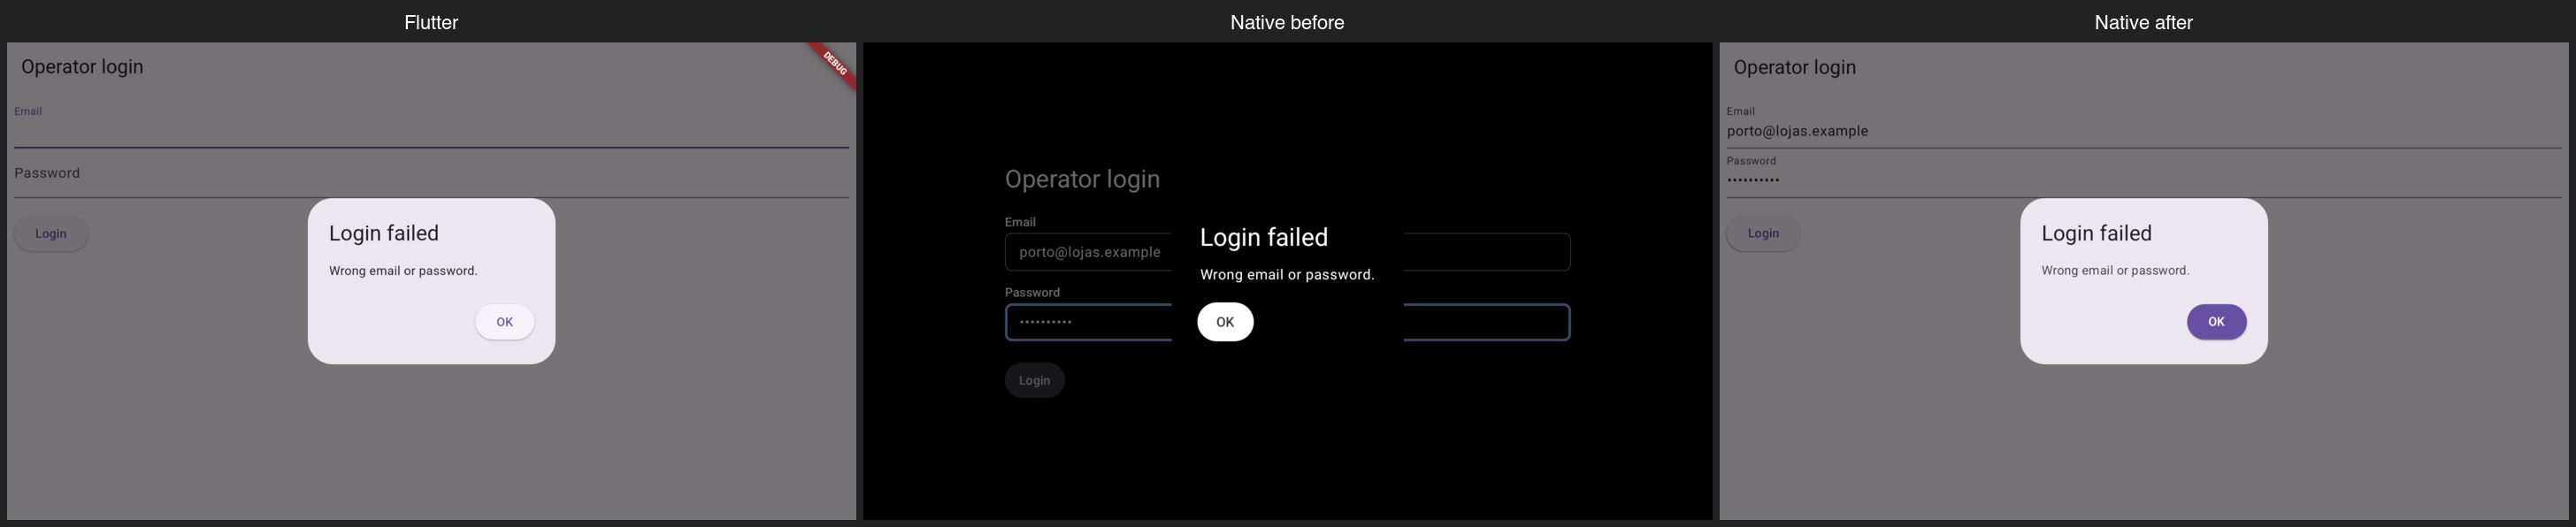 Flutter
Operator login
DEBUG
Email
Password
Login
Login failed
Wrong email or password.
OK
Native before
Operator login
Email
porto@lojas.example
Password
••••••••••
Login
Login failed
Wrong email or password.
OK
Native after
Operator login
Email
porto@lojas.example
Password
••••••••••
Login
Login failed
Wrong email or password.
OK